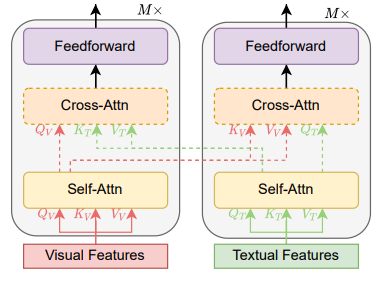 M×
Feedforward
Cross-Attn
Q_V K_T V_T
Self-Attn
Q_V K_V V_V
Visual Features
M×
Feedforward
Cross-Attn
K_V V_V Q_T
Self-Attn
Q_T K_T V_T
Textual Features